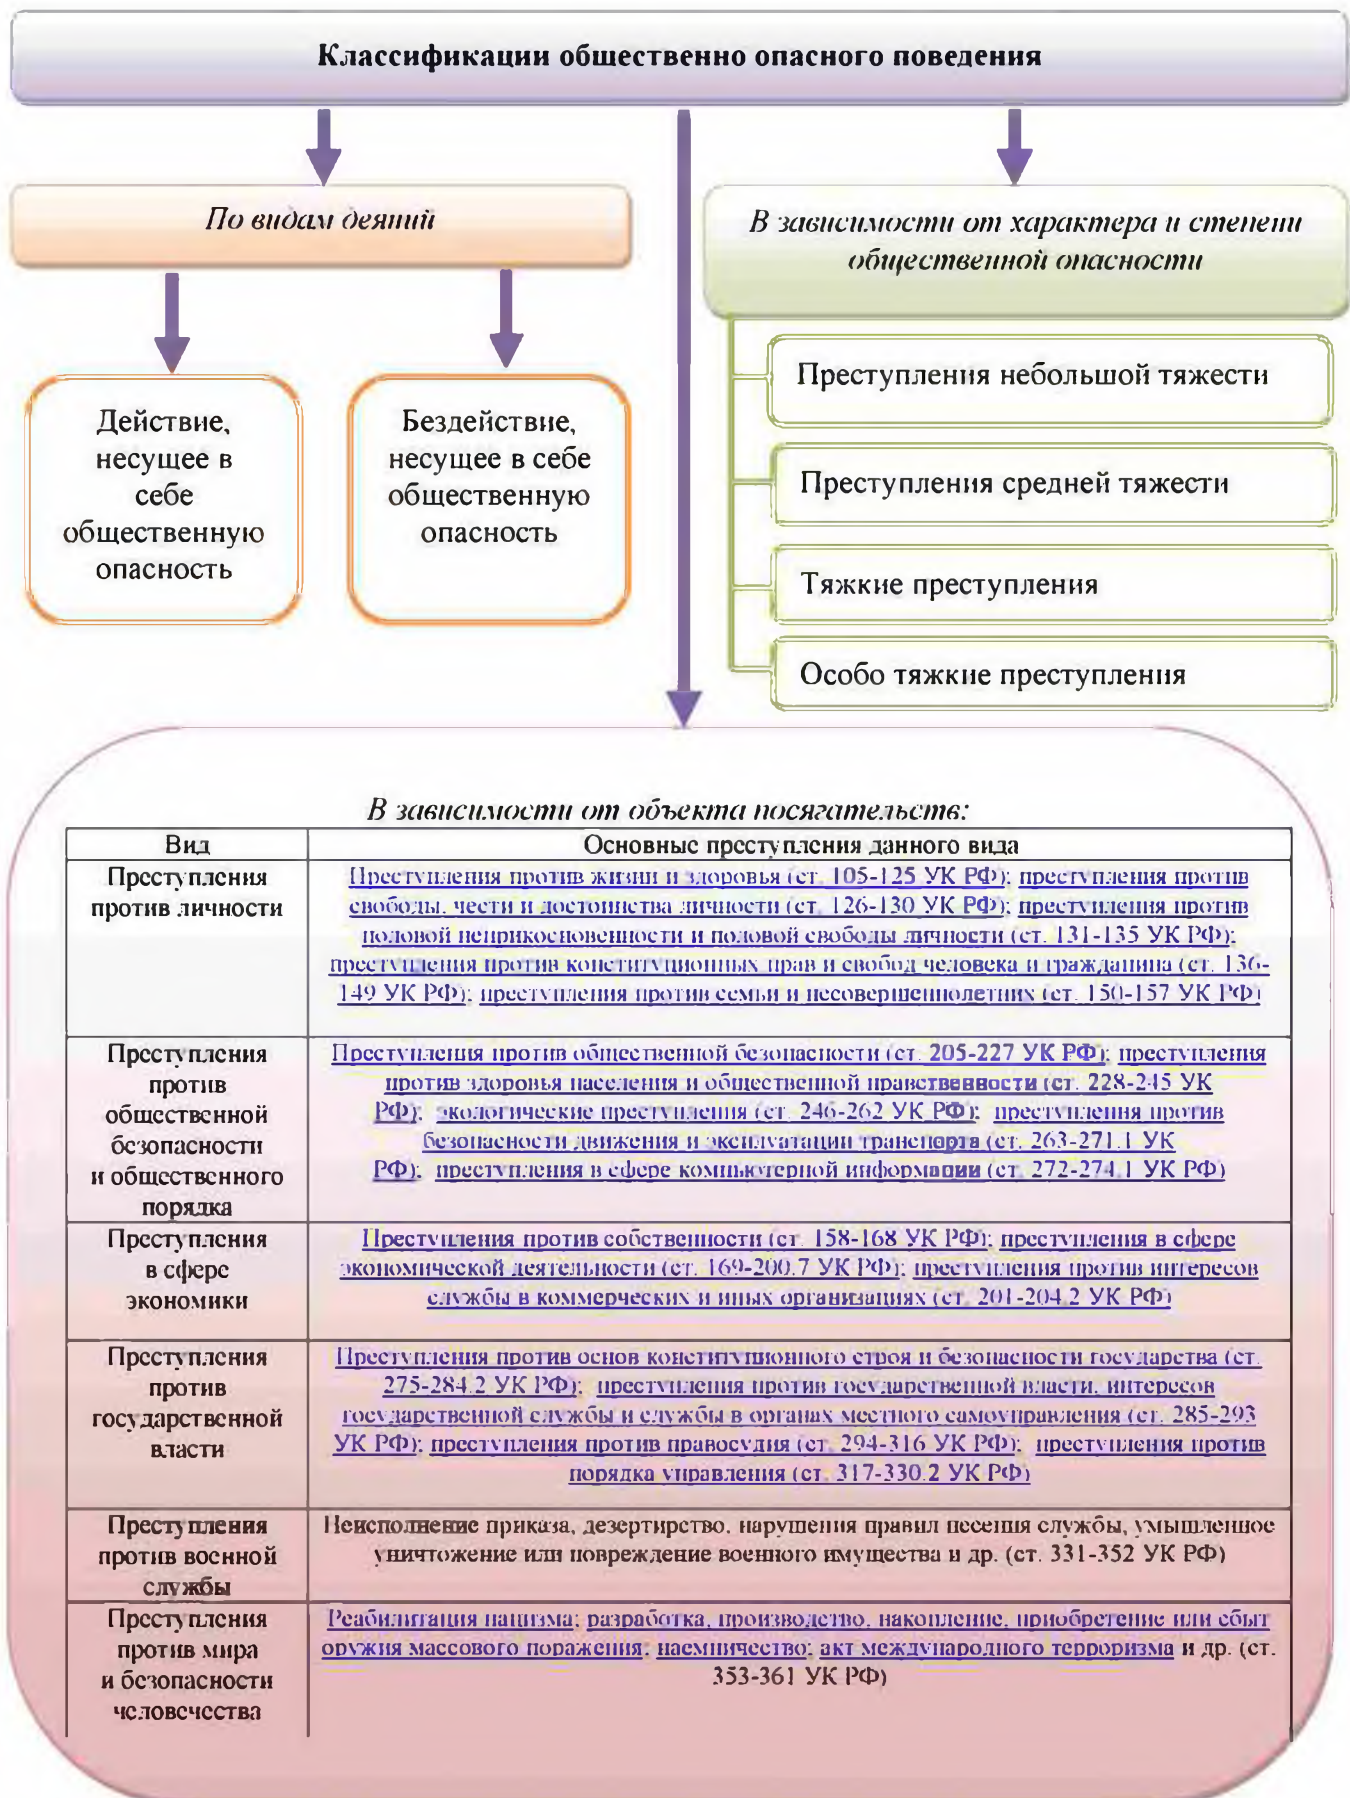 Классификации общественно опасного поведения
По видам деяний
Действие,
несущее в
себе
общественную
опасность
Бездействие,
несущее в себе
общественную
опасность
В зависимости от характера и степени
общественной опасности
Преступления небольшой тяжести
Преступления средней тяжести
Тяжкие преступления
Особо тяжкие преступления
В зависимости от объекта посягательств:
Вид
Основные преступления данного вида
Преступления
против личности
Преступления против жизни и здоровья (ст. 105-125 УК РФ); преступления против
свободы, чести и достоинства личности (ст. 126-130 УК РФ); преступления против
половой неприкосновенности и половой свободы личности (ст. 131-135 УК РФ);
преступления против конституционных прав и свобод человека и гражданина (ст. 136-
149 УК РФ); преступления против семьи и несовершеннолетних (ст. 150-157 УК РФ)
Преступления
против
общественной
безопасности
и общественного
порядка
Преступления против общественной безопасности (ст. 205-227 УК РФ); преступления
против здоровья населения и общественной нравственности (ст. 228-245 УК
РФ); экологические преступления (ст. 246-262 УК РФ); преступления против
безопасности движения и эксплуатации транспорта (ст. 263-271.1 УК
РФ); преступления в сфере компьютерной информации (ст. 272-274.1 УК РФ)
Преступления
в сфере
экономики
Преступления против собственности (ст. 158-168 УК РФ); преступления в сфере
экономической деятельности (ст. 169-200.7 УК РФ); преступления против интересов
службы в коммерческих и иных организациях (ст. 201-204.2 УК РФ)
Преступления
против
государственной
власти
Преступления против основ конституционного строя и безопасности государства (ст.
275-284.2 УК РФ); преступления против государственной власти, интересов
государственной службы и службы в органах местного самоуправления (ст. 285-293
УК РФ); преступления против правосудия (ст. 294-316 УК РФ); преступления против
порядка управления (ст. 317-330.2 УК РФ)
Преступления
против военной
службы
Неисполнение приказа, дезертирство, нарушения правил несения службы, умышленное
уничтожение или повреждение военного имущества и др. (ст. 331-352 УК РФ)
Преступления
против мира
и безопасности
человечества
Реабилитация нацизма; разработка, производство, накопление, приобретение или сбыт
оружия массового поражения; наемничество; акт международного терроризма и др. (ст.
353-361 УК РФ)